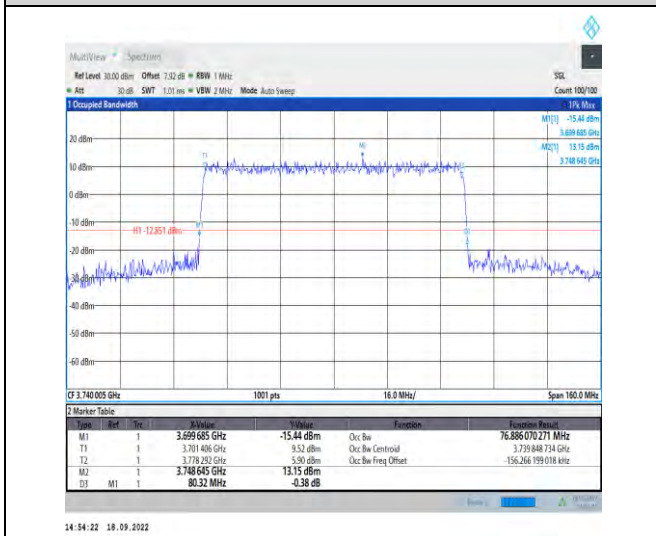 MultiView Spectrum
Ref Level 30.00 dBm Offset 7.92 dB RBW 1 MHz SGL
Att 30 dB SWT 1.01 ms VBW 2 MHz Mode Auto Sweep Count 100/100
1 Occupied Bandwidth 1Pk Max
M1[1] -15.44 dBm
3.699 685 GHz
M2[1] 13.15 dBm
3.748 645 GHz
20 dBm
M2
T1
10 dBm
0 dBm
-10 dBm
H1 -12.851 dBm
M1
D3
-20 dBm
-30 dBm
-40 dBm
-50 dBm
-60 dBm
CF 3.740 005 GHz 1001 pts 16.0 MHz/ Span 160.0 MHz
2 Marker Table
Type Ref Trc X-Value Y-Value Function Function Result
M1 1 3.699 685 GHz -15.44 dBm Occ Bw 76.886 070 271 MHz
T1 1 3.701 406 GHz 9.52 dBm Occ Bw Centroid 3.739 848 734 GHz
T2 1 3.778 292 GHz 5.90 dBm Occ Bw Freq Offset -156.266 199 018 kHz
M2 1 3.748 645 GHz 13.15 dBm
D3 M1 1 80.32 MHz -0.38 dB
14:54:22 18.09.2022